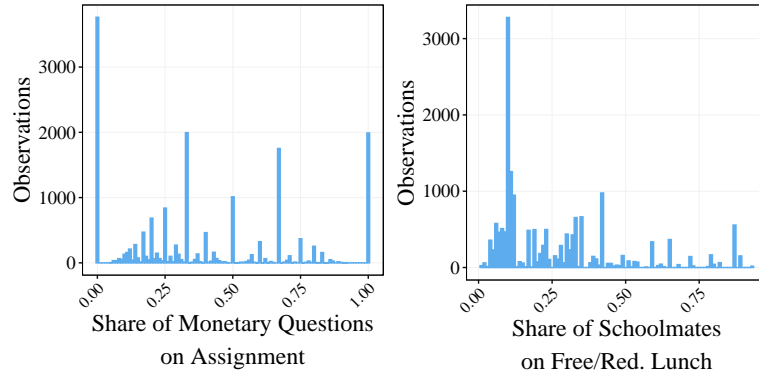 Observations
3000
2000
1000
0
0.00
0.25
0.50
0.75
1.00
Share of Monetary Questions
on Assignment
Observations
3000
2000
1000
0
0.00
0.25
0.50
0.75
Share of Schoolmates
on Free/Red. Lunch